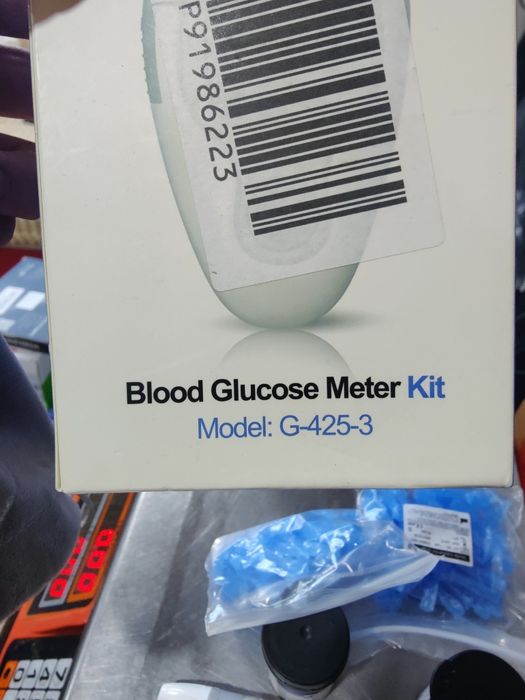 P91986223
Blood Glucose Meter Kit
Model: G-425-3